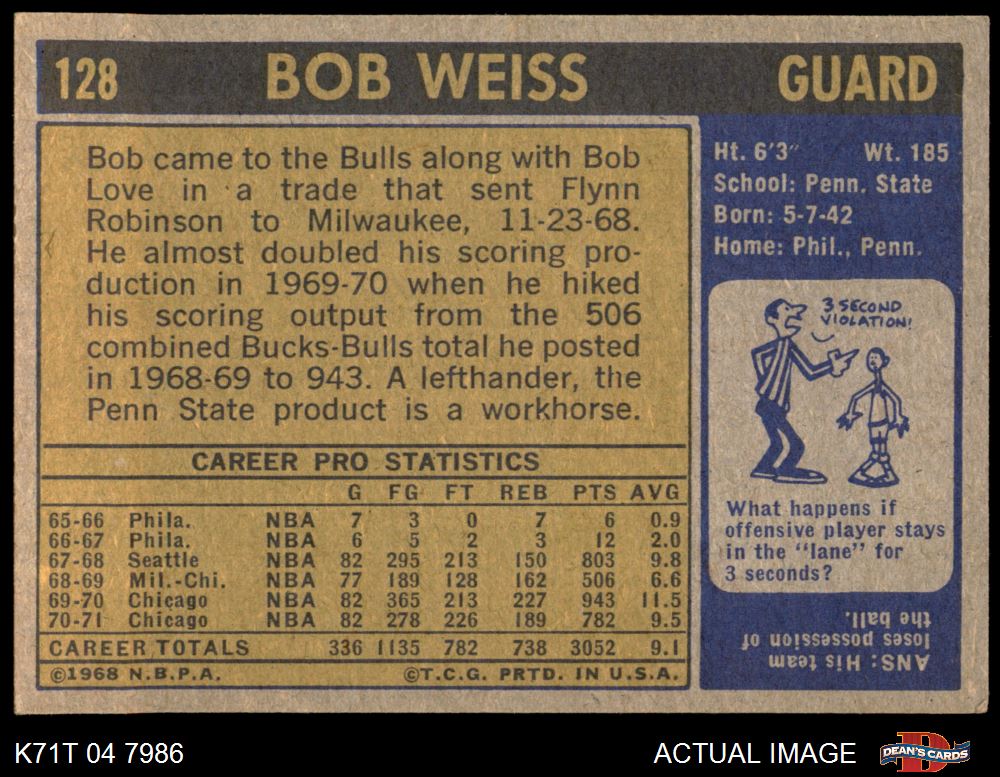 128 BOB WEISS GUARD
Bob came to the Bulls along with Bob
Love in a trade that sent Flynn
Robinson to Milwaukee, 11-23-68.
He almost doubled his scoring pro-
duction in 1969-70 when he hiked
his scoring output from the 506
combined Bucks-Bulls total he posted
in 1968-69 to 943. A lefthander, the
Penn State product is a workhorse.
CAREER PRO STATISTICS
G FG FT REB PTS AVG
65-66 Phila. NBA 7 3 0 7 6 0.9
66-67 Phila. NBA 6 5 2 3 12 2.0
67-68 Seattle NBA 82 295 213 150 803 9.8
68-69 Mil.-Chi. NBA 77 189 128 162 506 6.6
69-70 Chicago NBA 82 365 213 227 943 11.5
70-71 Chicago NBA 82 278 226 189 782 9.5
CAREER TOTALS 336 1135 782 738 3052 9.1
©1968 N.B.P.A. ©T.C.G. PRTD. IN U.S.A.
Ht. 6'3" Wt. 185
School: Penn. State
Born: 5-7-42
Home: Phil., Penn.
3 SECOND
VIOLATION!
What happens if
offensive player stays
in the "lane" for
3 seconds?
ANS: His team
loses possession of
the ball.
K71T 04 7986 ACTUAL IMAGE D
DEAN'S CARDS